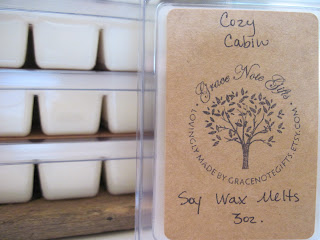 Cozy
Cabin
Grace Note Gifts
• LOVINGLY MADE BY GRACENOTEGIFTS.ETSY.COM •
Soy Wax Melts
3oz.